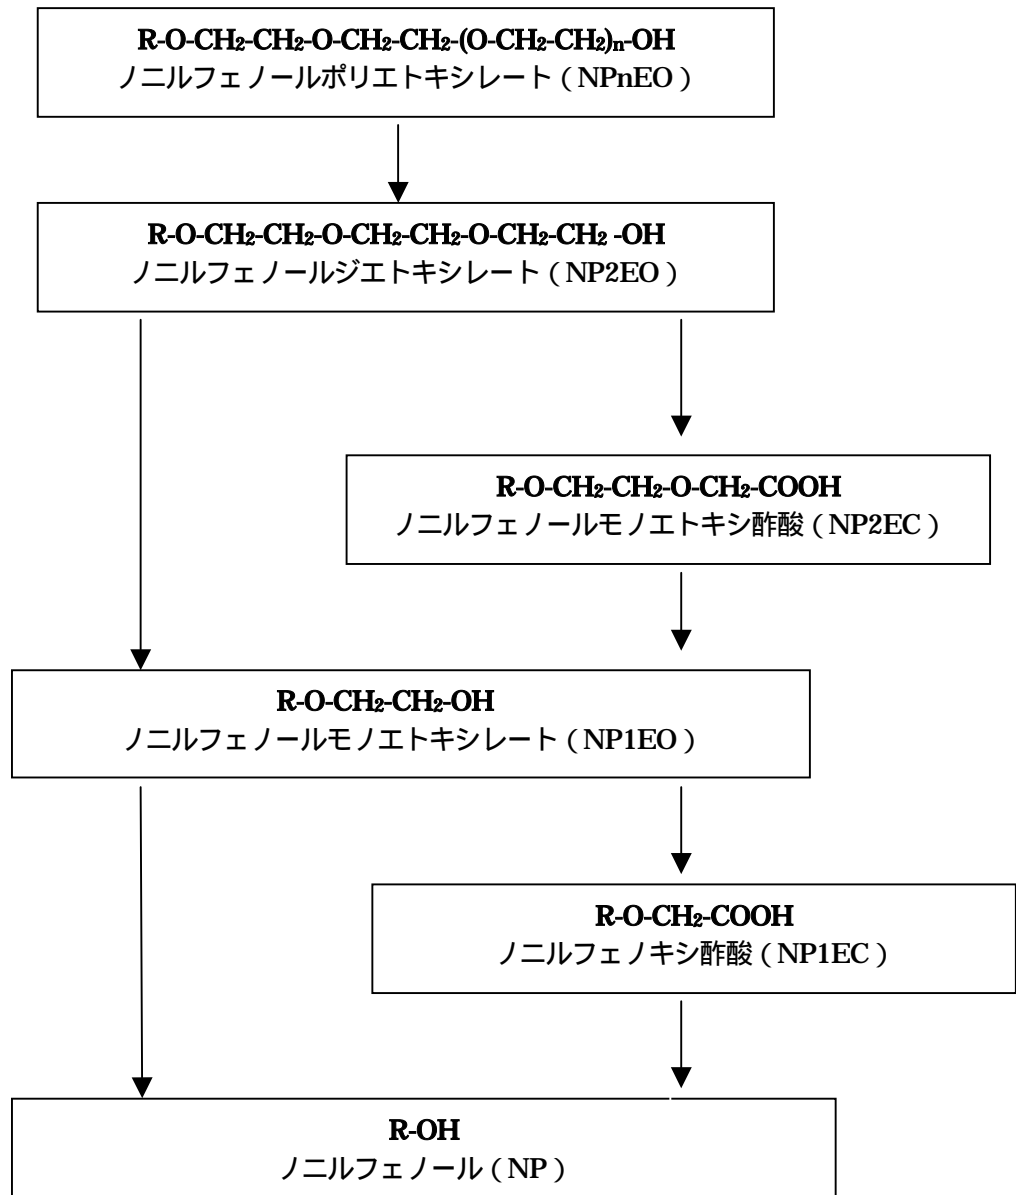 R-O-CH₂-CH₂-O-CH₂-CH₂-(O-CH₂-CH₂)ₙ-OH
ノニルフェノールポリエトキシレート（NPnEO）
R-O-CH₂-CH₂-O-CH₂-CH₂-O-CH₂-CH₂ -OH
ノニルフェノールジエトキシレート（NP2EO）
R-O-CH₂-CH₂-O-CH₂-COOH
ノニルフェノールモノエトキシ酢酸（NP2EC）
R-O-CH₂-CH₂-OH
ノニルフェノールモノエトキシレート（NP1EO）
R-O-CH₂-COOH
ノニルフェノキシ酢酸（NP1EC）
R-OH
ノニルフェノール（NP）